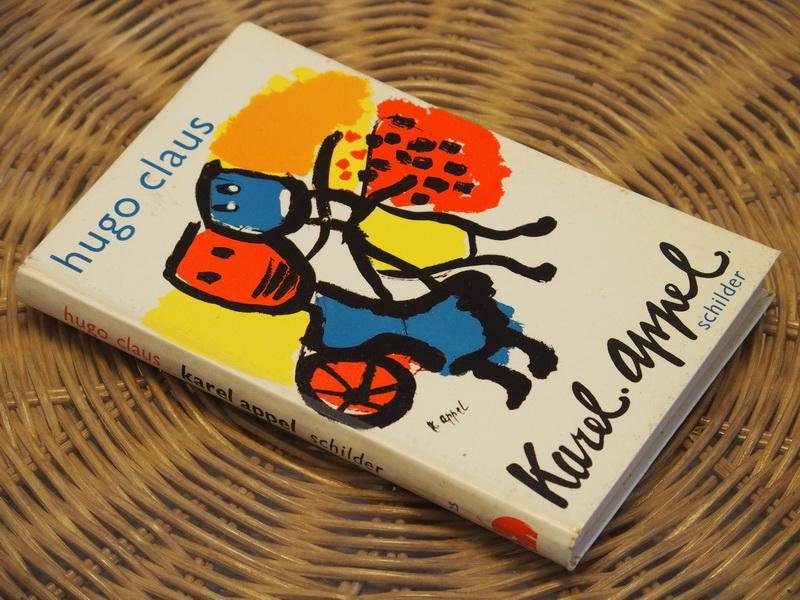 hugo claus
Karel. appel.
schilder
k. appel
hugo claus karel appel schilder